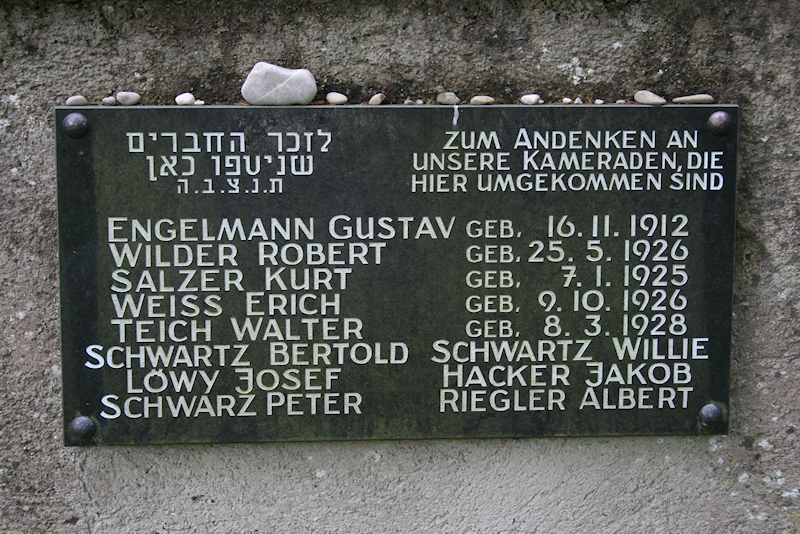 לזכר החברים
שניטפו כאן
ת.נ.צ.ב.ה
ZUM ANDENKEN AN
UNSERE KAMERADEN, DIE
HIER UMGEKOMMEN SIND
ENGELMANN GUSTAV GEB. 16.11.1912
WILDER ROBERT GEB. 25.5.1926
SALZER KURT GEB. 7.1.1925
WEISS ERICH GEB. 9.10.1926
TEICH WALTER GEB. 8.3.1928
SCHWARTZ BERTOLD SCHWARTZ WILLIE
LÖWY JOSEF HACKER JAKOB
SCHWARZ PETER RIEGLER ALBERT